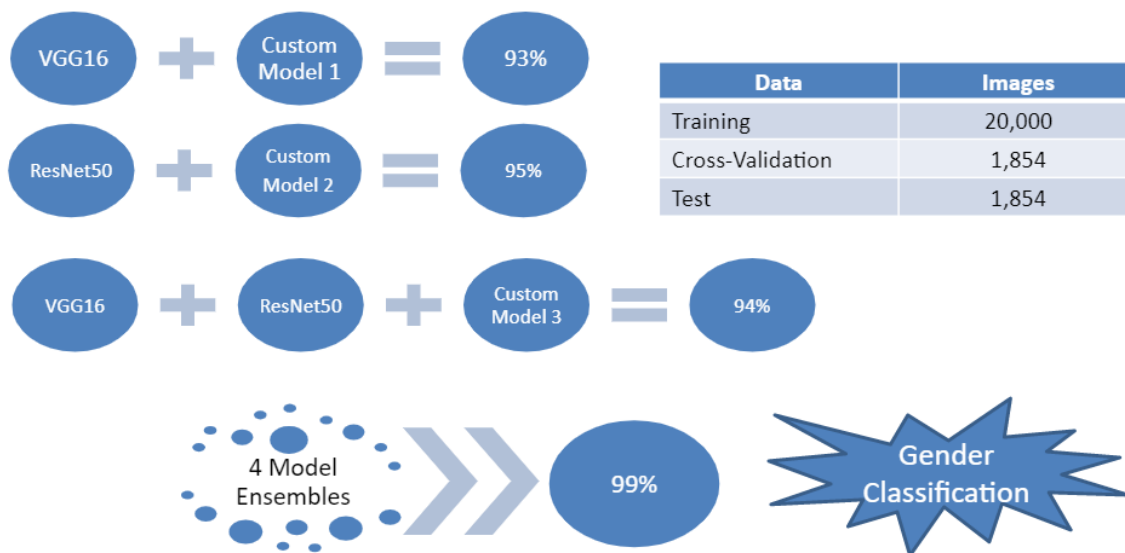 VGG16
Custom
Model 1
93%
Data Images
Training 20,000
Cross-Validation 1,854
Test 1,854
ResNet50
Custom
Model 2
95%
VGG16
ResNet50
Custom
Model 3
94%
4 Model
Ensembles
99%
Gender
Classification